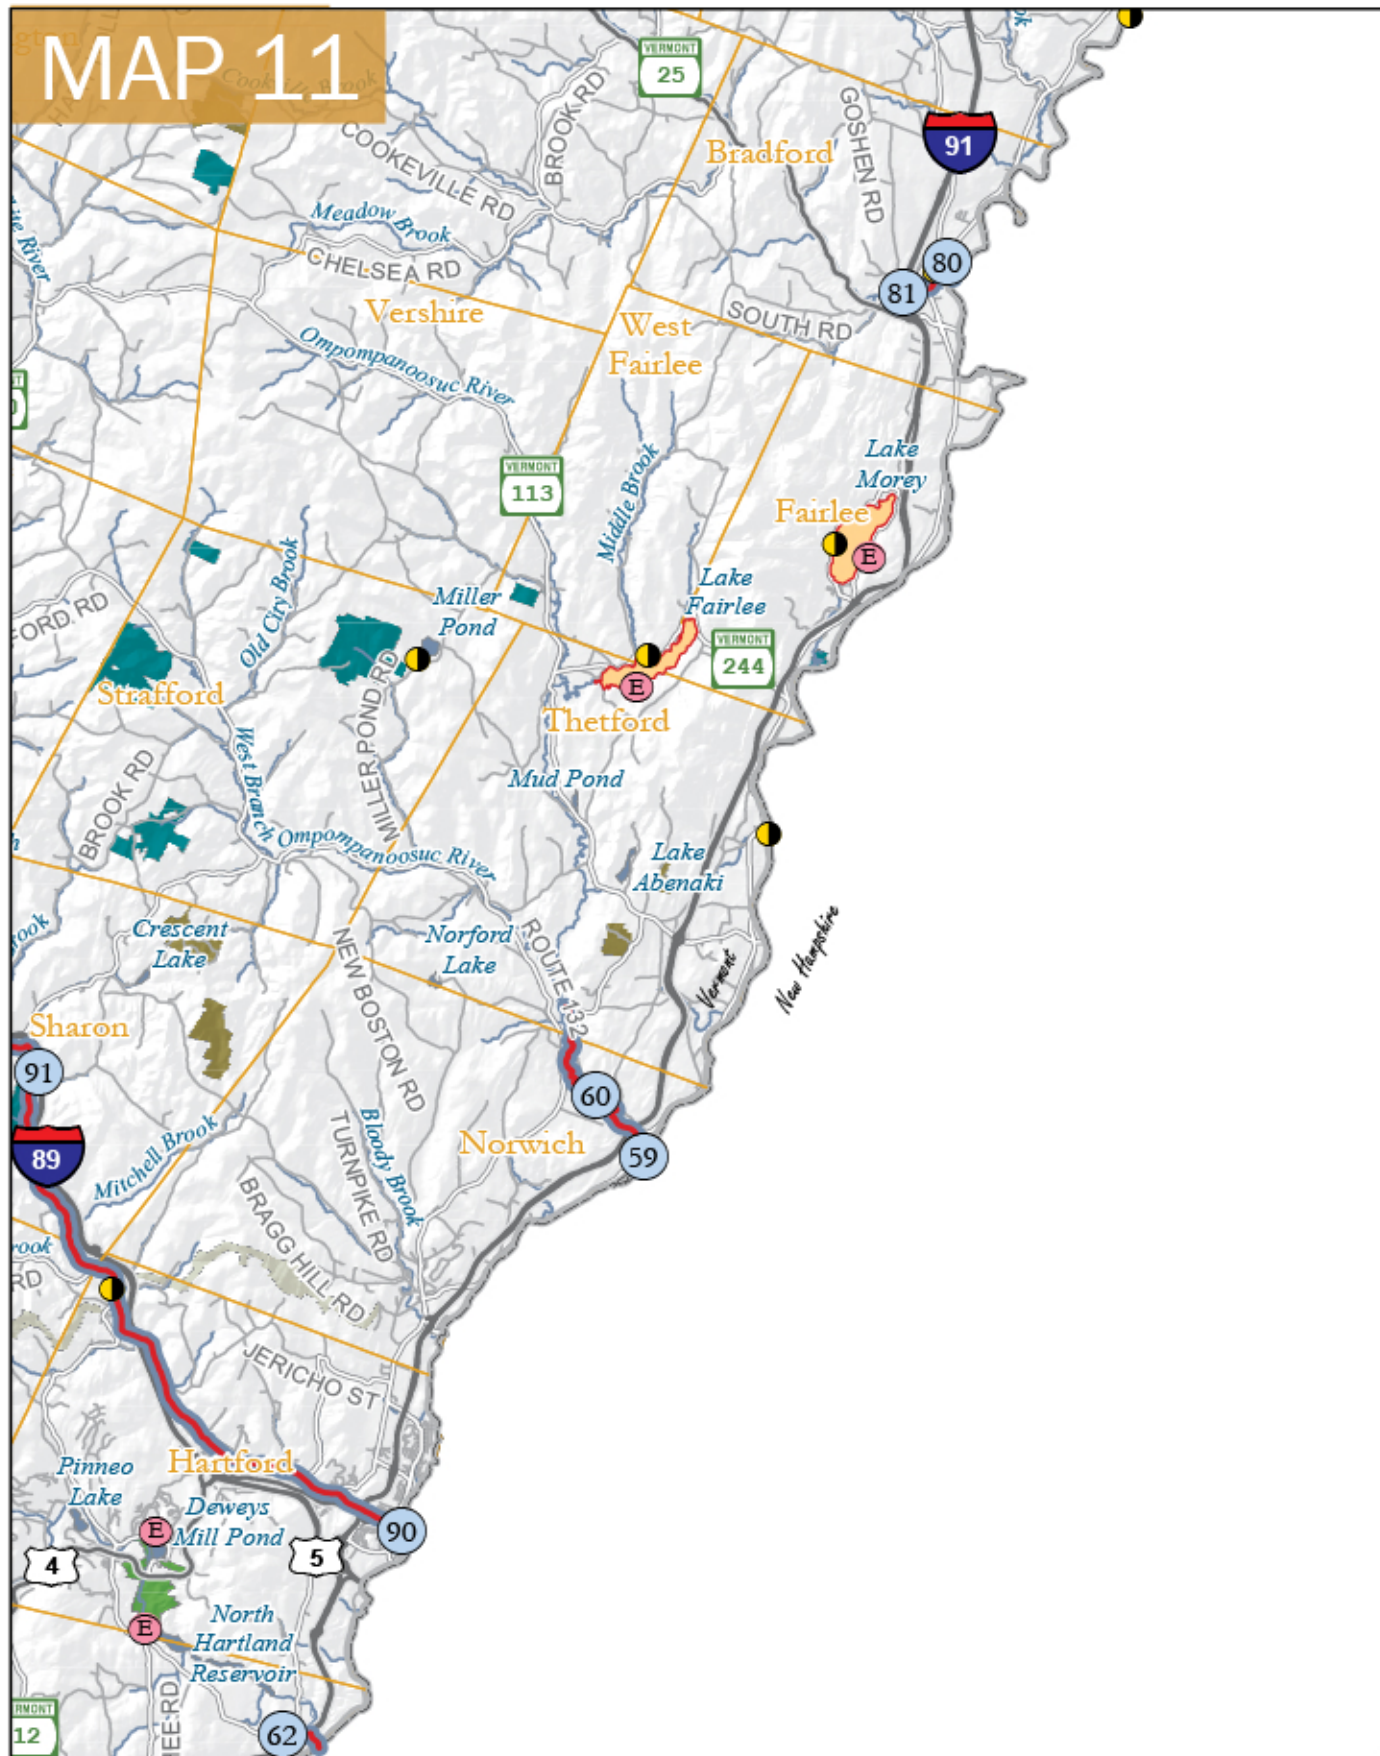 MAP 11
VERMONT
25
91
BROOK RD
GOSHEN RD
COOKEVILLE RD
Bradford
Meadow
Brook
CHELSEA RD
80
81
Vershire
West
Fairlee
SOUTH RD
Ompompanoosuc River
Lake
Morey
VERMONT
113
Middle Brook
Fairlee
E
Old City Brook
Lake
Fairlee
Miller
Pond
FORD RD
VERMONT
244
E
Strafford
MILLER POND RD
Thetford
West Branch
Ompompanoosuc River
BROOK RD
Mud Pond
Lake
Abenaki
Crescent
Lake
Norford
Lake
ROUTE 132
Vermont
New Hampshire
NEW BOSTON RD
Sharon
91
60
89
Mitchell Brook
TURNPIKE RD
Bloody Brook
Norwich
59
BRAGG HILL RD
RD
JERICHO ST
Hartford
Pinneo
Lake
Deweys
Mill Pond
E
90
4
5
E
North
Hartland
Reservoir
62
12